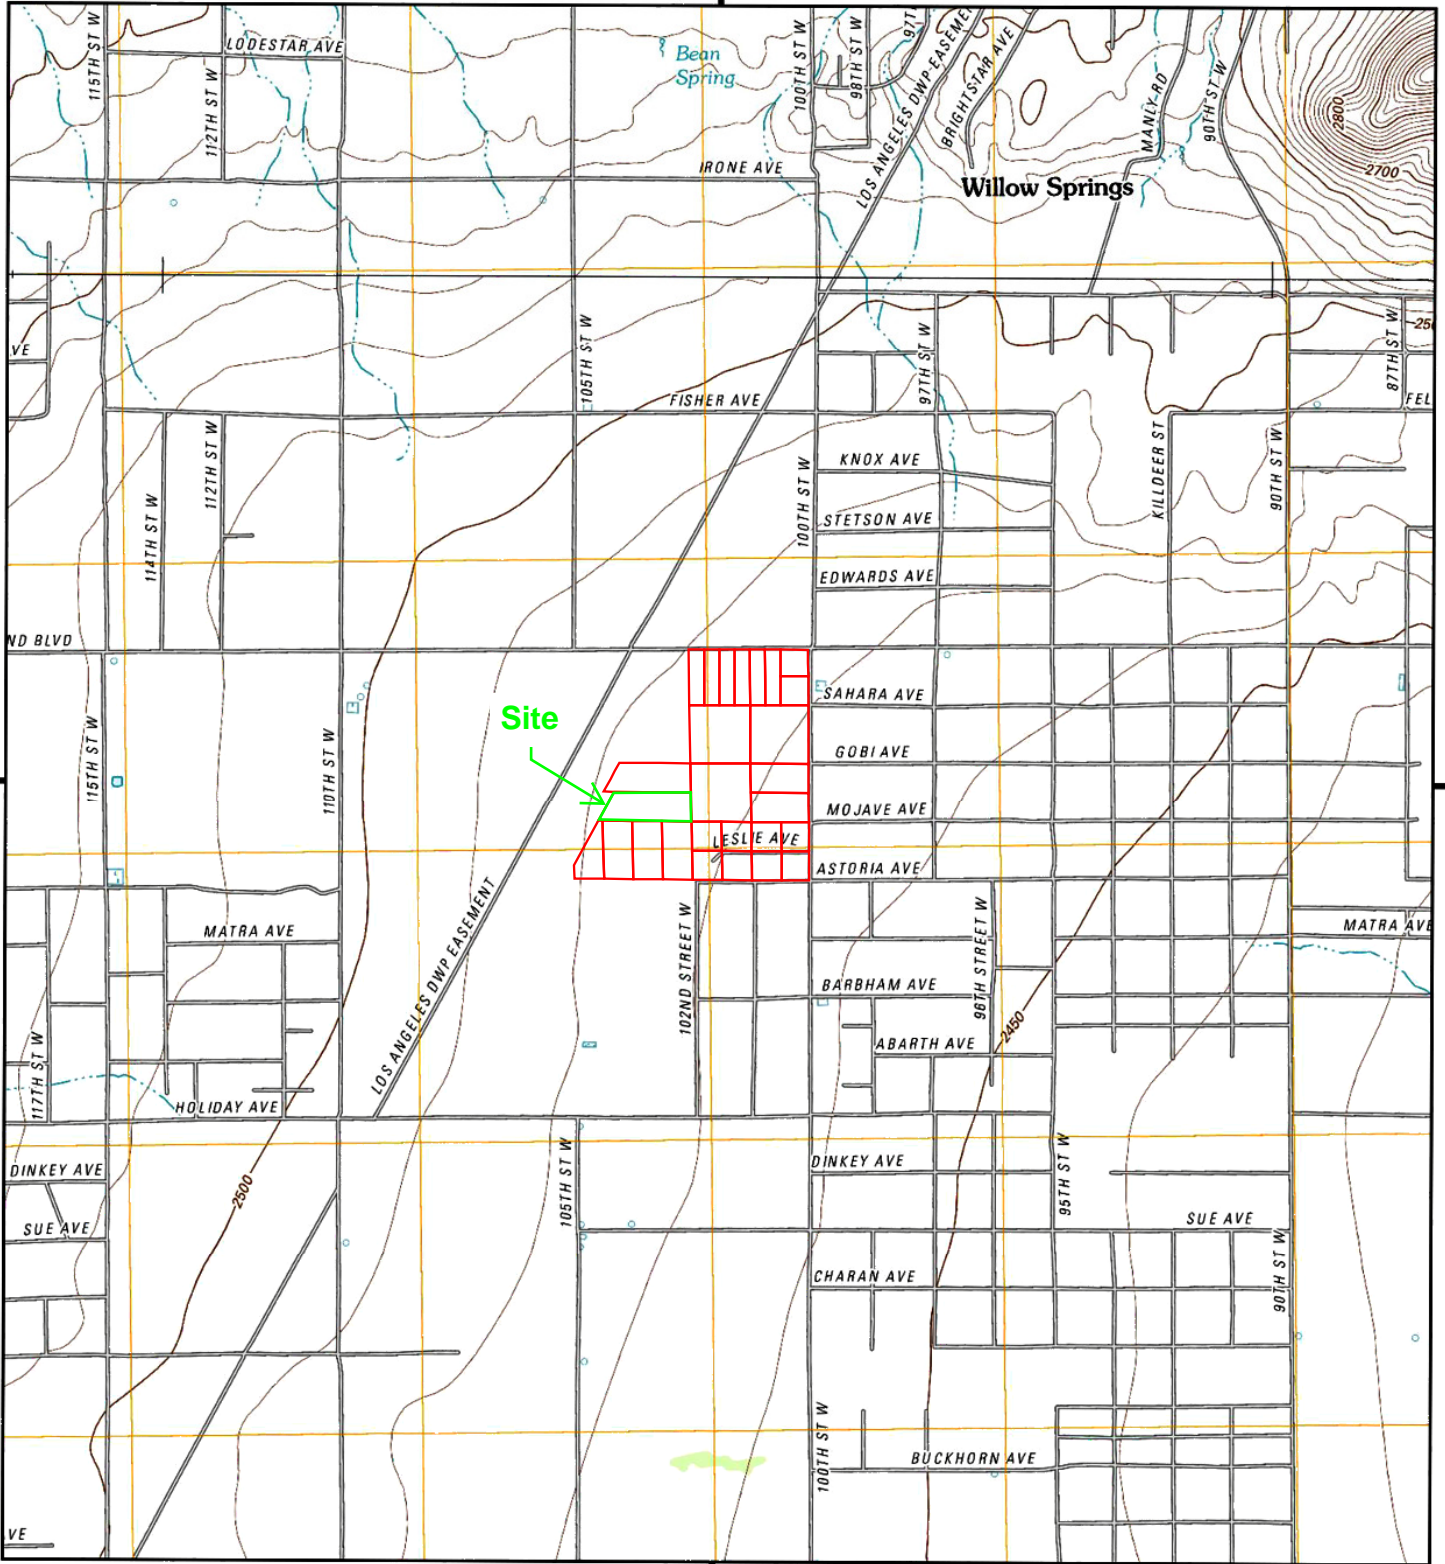 115TH ST W
LODESTAR AVE
112TH ST W
Bean
Spring
100TH ST W
98TH ST W
97T
LOS ANGELES DWP EASEME
BRIGHTSTAR AVE
MANLY RD
90TH ST W
2800
2700
IRONE AVE
Willow Springs
VE
105TH ST W
97TH ST W
87TH ST W
250
FISHER AVE
FEL
112TH ST W
114TH ST W
100TH ST W
KNOX AVE
STETSON AVE
EDWARDS AVE
KILLDEER ST
90TH ST W
ND BLVD
Site
115TH ST W
110TH ST W
SAHARA AVE
GOBI AVE
MOJAVE AVE
LESLIE AVE
ASTORIA AVE
LOS ANGELES DWP EASEMENT
MATRA AVE
102ND STREET W
96TH STREET W
MATRA AVE
BARBHAM AVE
2450
ABARTH AVE
117TH ST W
HOLIDAY AVE
DINKEY AVE
2500
105TH ST W
DINKEY AVE
95TH ST W
SUE AVE
SUE AVE
CHARAN AVE
90TH ST W
100TH ST W
BUCKHORN AVE
VE